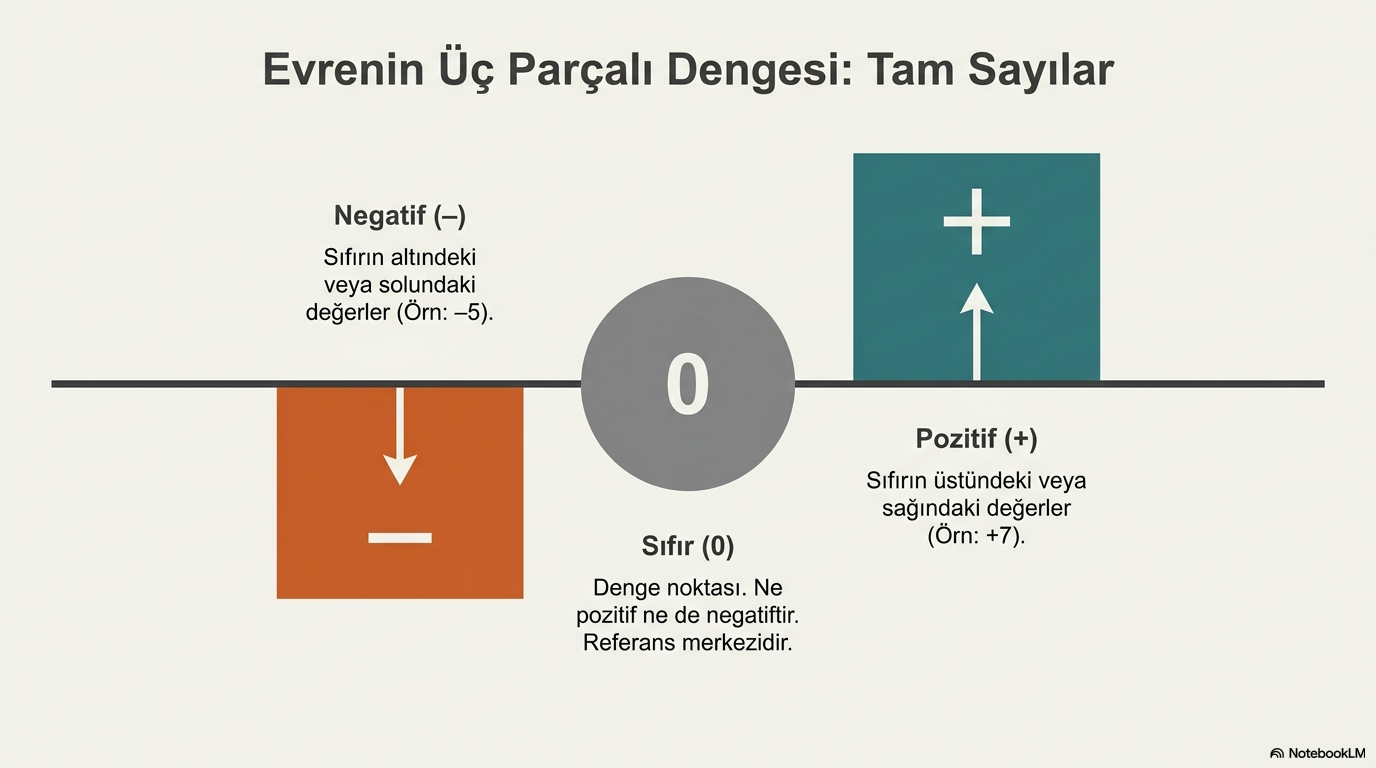 Evrenin Üç Parçalı Dengesi: Tam Sayılar
Negatif (–)
Sıfırın altındeki
veya solundaki
değerler (Örn: –5).
+
0
–
Pozitif (+)
Sıfırın üstündeki veya
sağındaki değerler
(Örn: +7).
Sıfır (0)
Denge noktası. Ne
pozitif ne de negatiftir.
Referans merkezidir.
NotebookLM